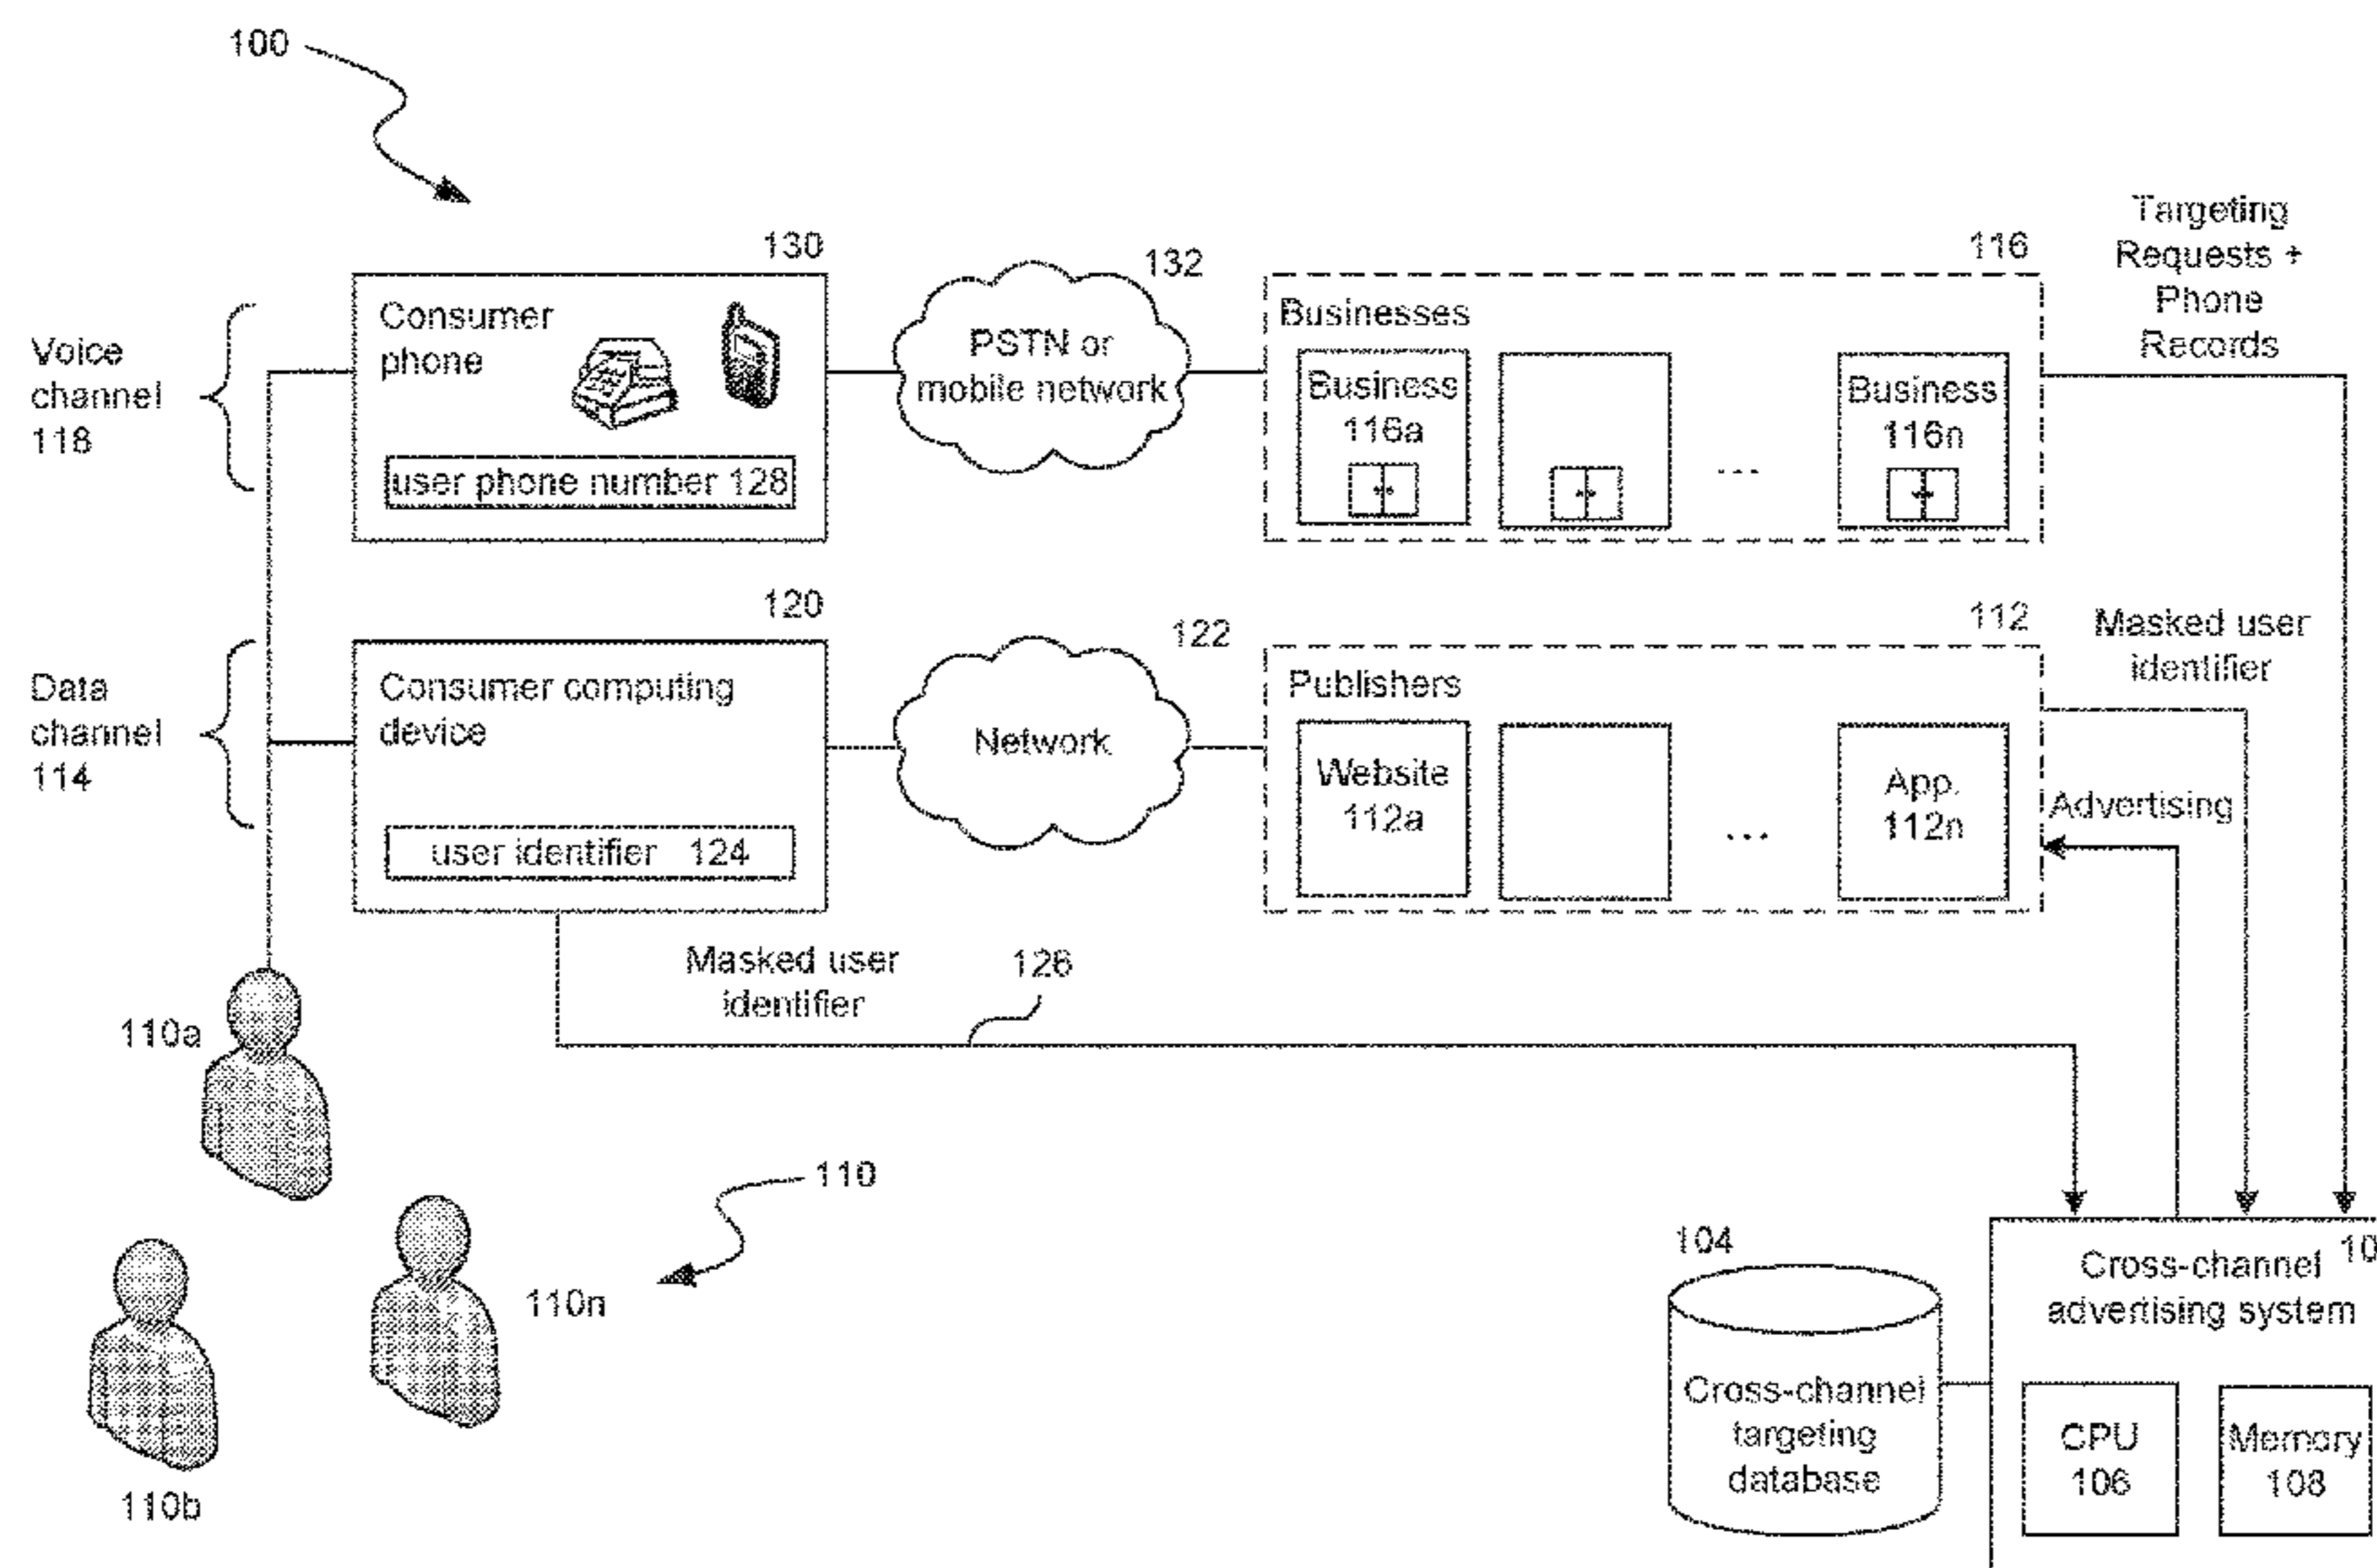 100
Targeting
Requests +
Phone
Records
130
132
116
Voice
channel
118
Consumer
phone
user phone number 128
PSTN or
mobile network
Businesses
Business
116a
...
Business
116n
120
122
112
Masked user
identifier
Data
channel
114
Consumer computing
device
user identifier 124
Network
Publishers
Website
112a
...
App.
112n
Advertising
Masked user
identifier
126
110a
110
110n
110b
104
Cross-channel
targeting
database
Cross-channel
advertising system
CPU
106
Memory
108